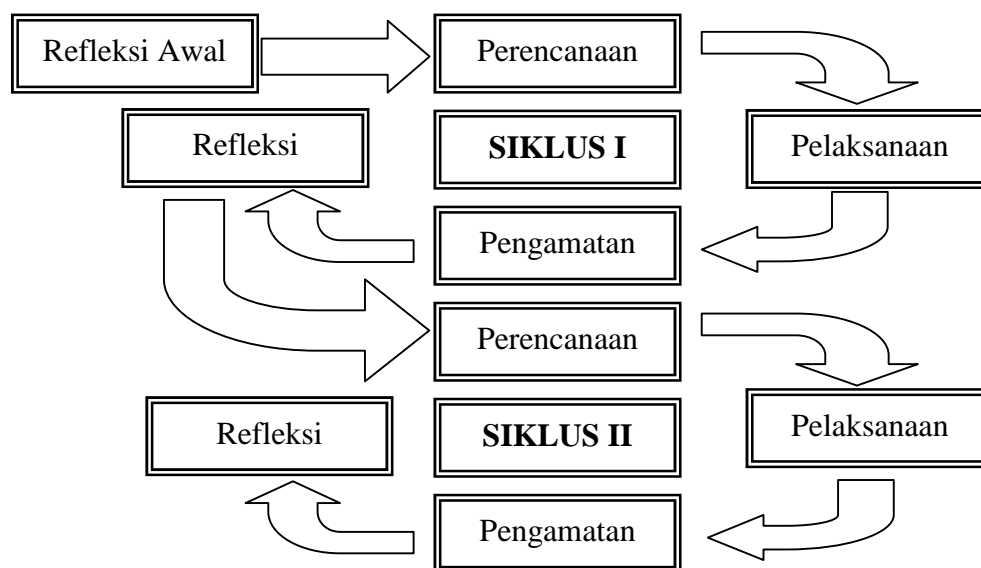 Refleksi Awal
Perencanaan
Refleksi
SIKLUS I
Pelaksanaan
Pengamatan
Perencanaan
Refleksi
SIKLUS II
Pelaksanaan
Pengamatan